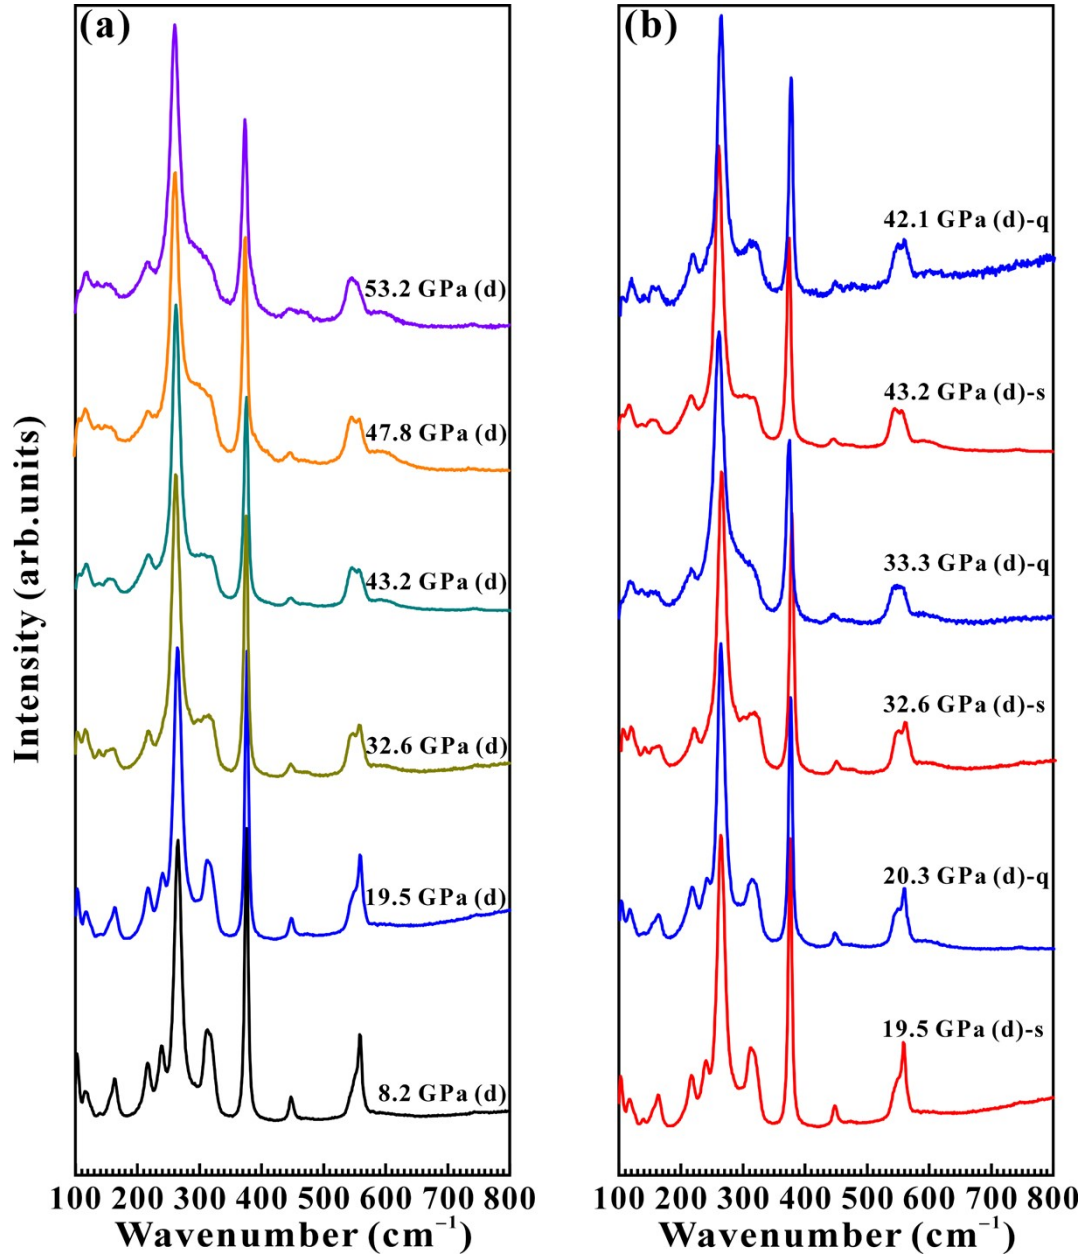 (a)
53.2 GPa (d)
47.8 GPa (d)
43.2 GPa (d)
32.6 GPa (d)
19.5 GPa (d)
8.2 GPa (d)
100 200 300 400 500 600 700 800
Wavenumber (cm⁻¹)
Intensity (arb.units)
(b)
42.1 GPa (d)-q
43.2 GPa (d)-s
33.3 GPa (d)-q
32.6 GPa (d)-s
20.3 GPa (d)-q
19.5 GPa (d)-s
100 200 300 400 500 600 700 800
Wavenumber (cm⁻¹)